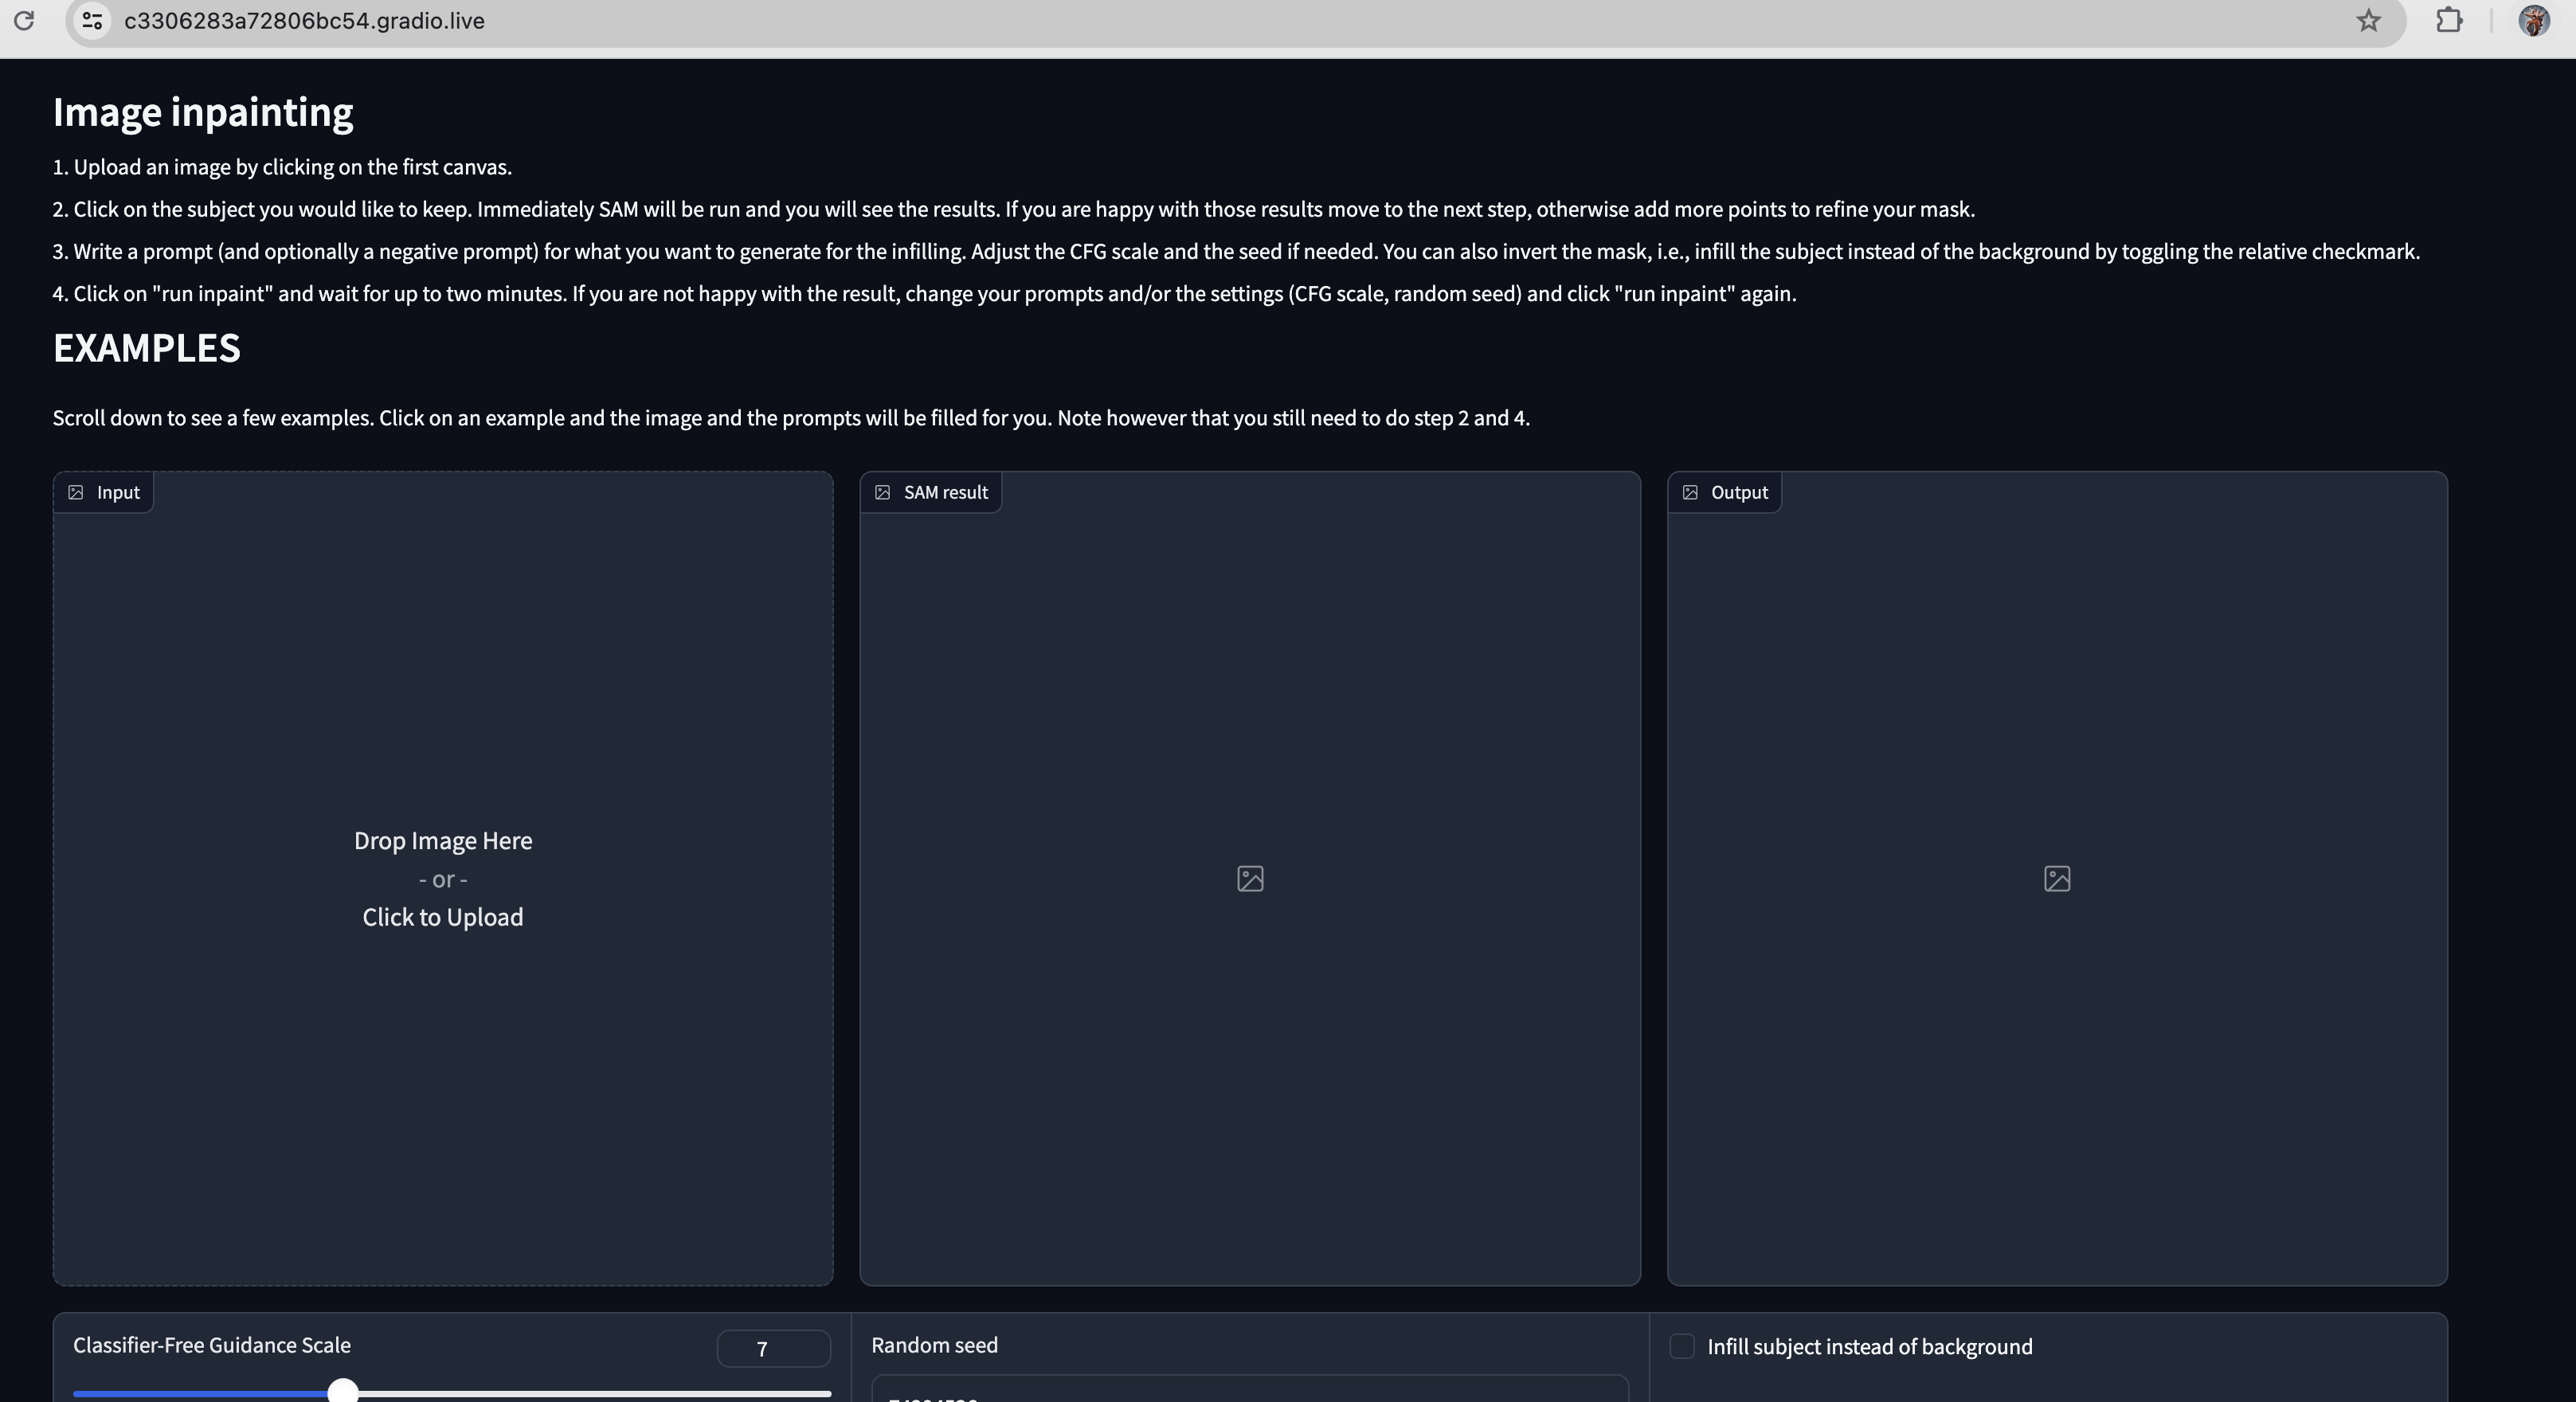 c3306283a72806bc54.gradio.live
Image inpainting
1. Upload an image by clicking on the first canvas.
2. Click on the subject you would like to keep. Immediately SAM will be run and you will see the results. If you are happy with those results move to the next step, otherwise add more points to refine your mask.
3. Write a prompt (and optionally a negative prompt) for what you want to generate for the infilling. Adjust the CFG scale and the seed if needed. You can also invert the mask, i.e., infill the subject instead of the background by toggling the relative checkmark.
4. Click on "run inpaint" and wait for up to two minutes. If you are not happy with the result, change your prompts and/or the settings (CFG scale, random seed) and click "run inpaint" again.
EXAMPLES
Scroll down to see a few examples. Click on an example and the image and the prompts will be filled for you. Note however that you still need to do step 2 and 4.
Input
SAM result
Output
Drop Image Here
- or -
Click to Upload
Classifier-Free Guidance Scale
7
Random seed
Infill subject instead of background